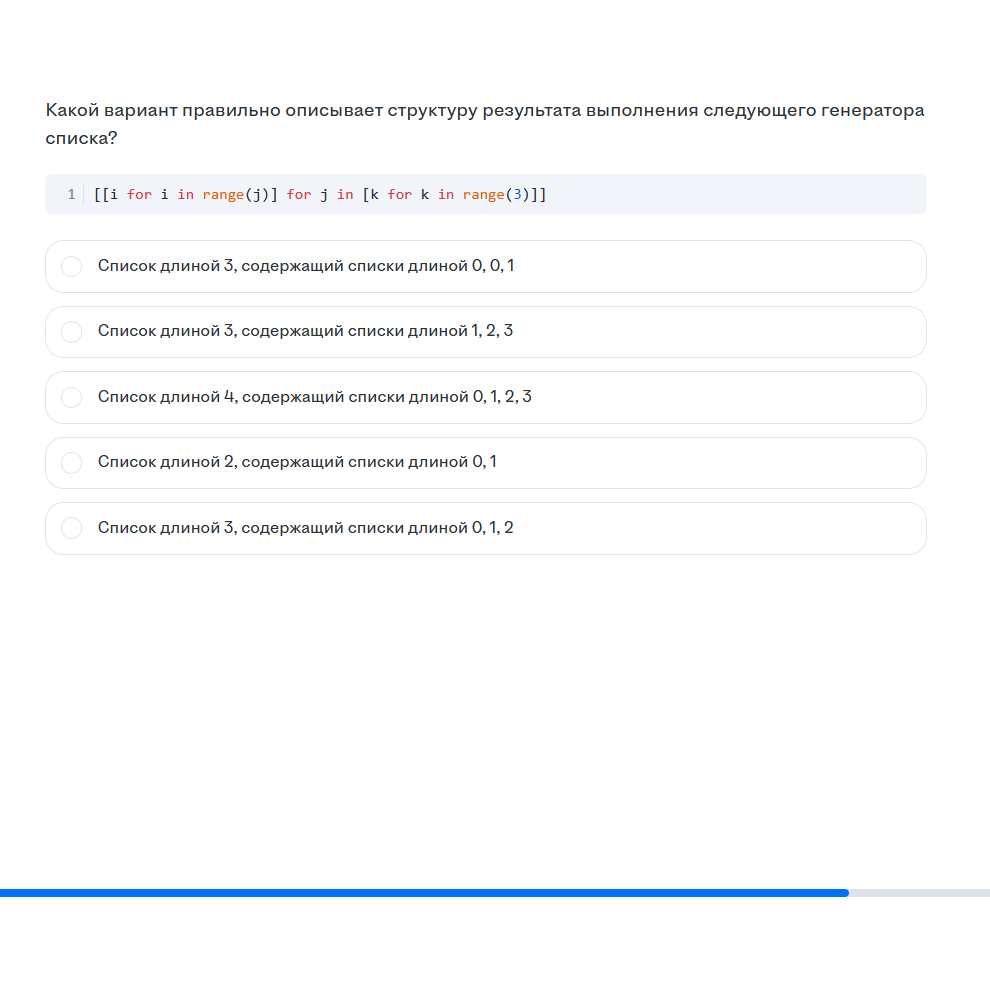 Какой вариант правильно описывает структуру результата выполнения следующего генератора
списка?
1 [[i for i in range(j)] for j in [k for k in range(3)]]
Список длиной 3, содержащий списки длиной 0, 0, 1
Список длиной 3, содержащий списки длиной 1, 2, 3
Список длиной 4, содержащий списки длиной 0, 1, 2, 3
Список длиной 2, содержащий списки длиной 0, 1
Список длиной 3, содержащий списки длиной 0, 1, 2